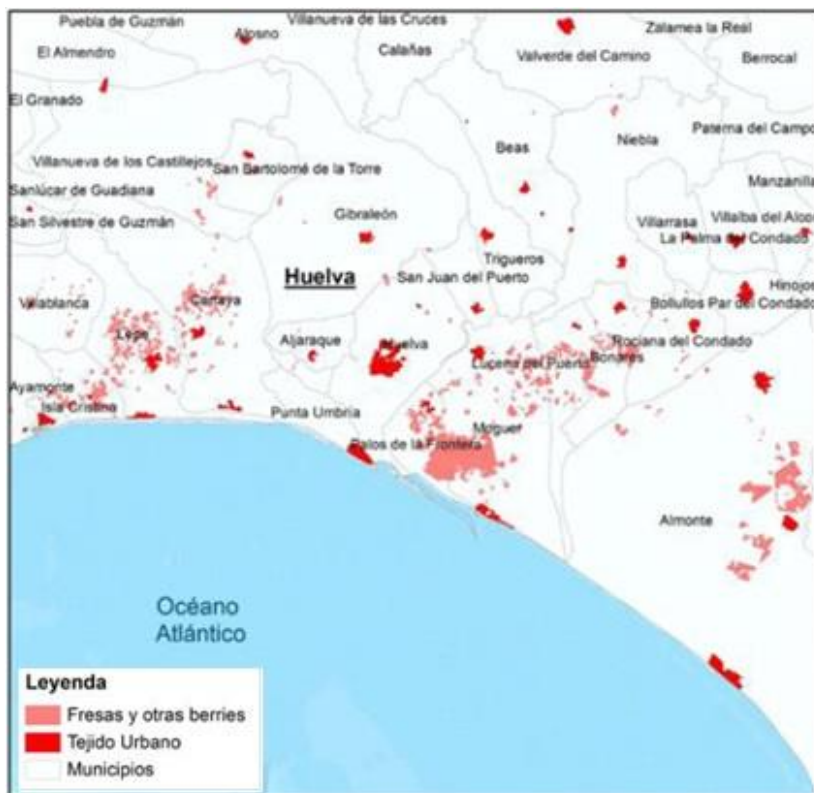 Puebla de Guzmán
Villanueva de las Cruces
Zalamea la Real
Alosno
El Almendro
Calañas
Valverde del Camino
Berrocal
El Granado
Paterna del Campo
Niebla
Beas
Villanueva de los Castillejos
San Bartolomé de la Torre
Manzanilla
Sanlúcar de Guadiana
Gibraleón
Villarrasa
Villalba del Alcor
San Silvestre de Guzmán
La Palma del Condado
Trigueros
Huelva
San Juan del Puerto
Hinojos
Villablanca
Cartaya
Bollullos Par del Condado
Lepe
Aljaraque
Huelva
Rociana del Condado
Lucena del Puerto
Bonares
Ayamonte
Isla Cristina
Punta Umbría
Moguer
Palos de la Frontera
Almonte
Océano
Atlántico
Leyenda
Fresas y otras berries
Tejido Urbano
Municipios